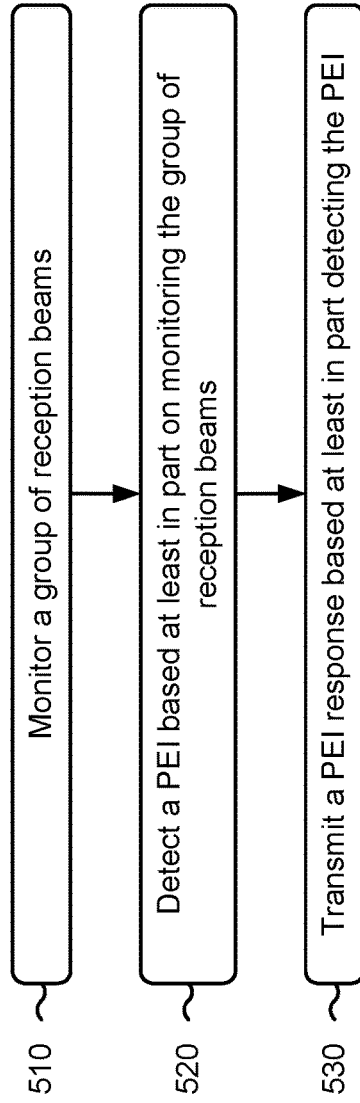 510
Monitor a group of reception beams
520
Detect a PEI based at least in part on monitoring the group of
reception beams
530
Transmit a PEI response based at least in part detecting the PEI